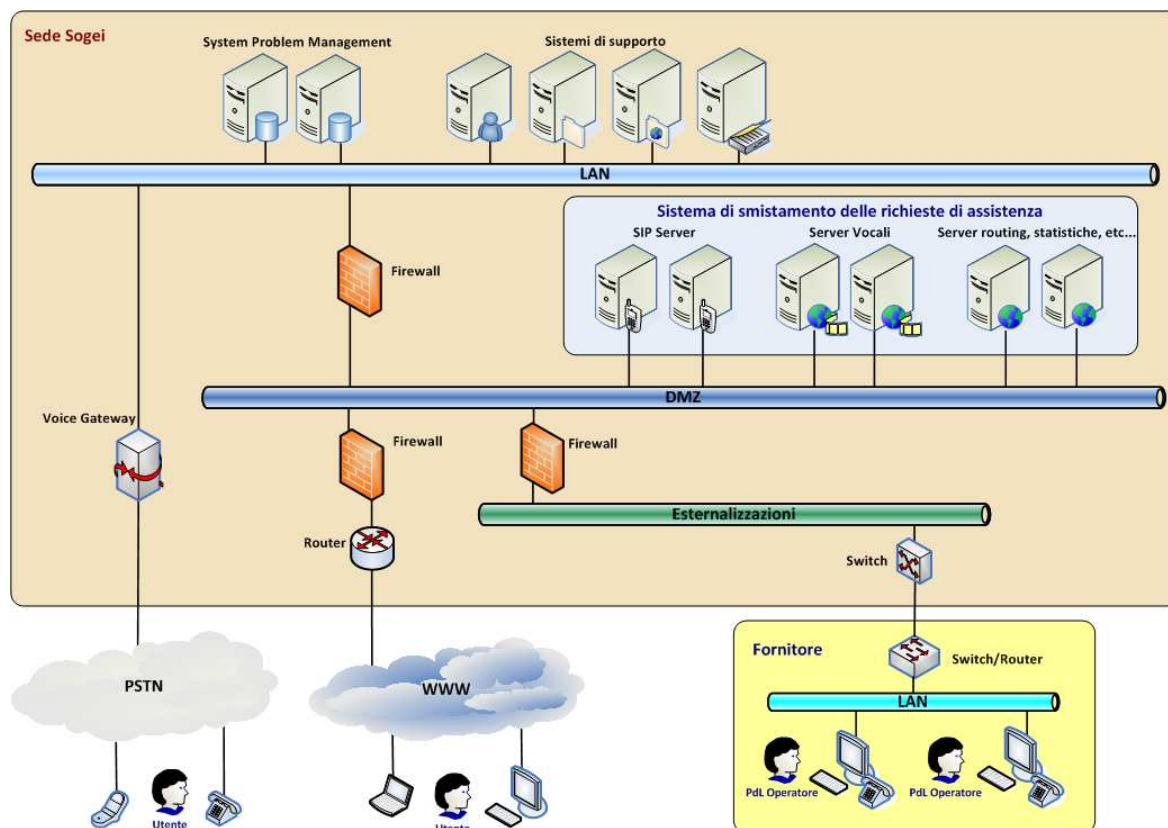 Sede Sogei
System Problem Management
Sistemi di supporto
LAN
Sistema di smistamento delle richieste di assistenza
SIP Server
Server Vocali
Server routing, statistiche, etc...
Firewall
DMZ
Voice Gateway
Firewall
Firewall
Esternalizzazioni
Router
Switch
Fornitore
Switch/Router
PSTN
WWW
LAN
PdL Operatore
PdL Operatore
Utente
Utente